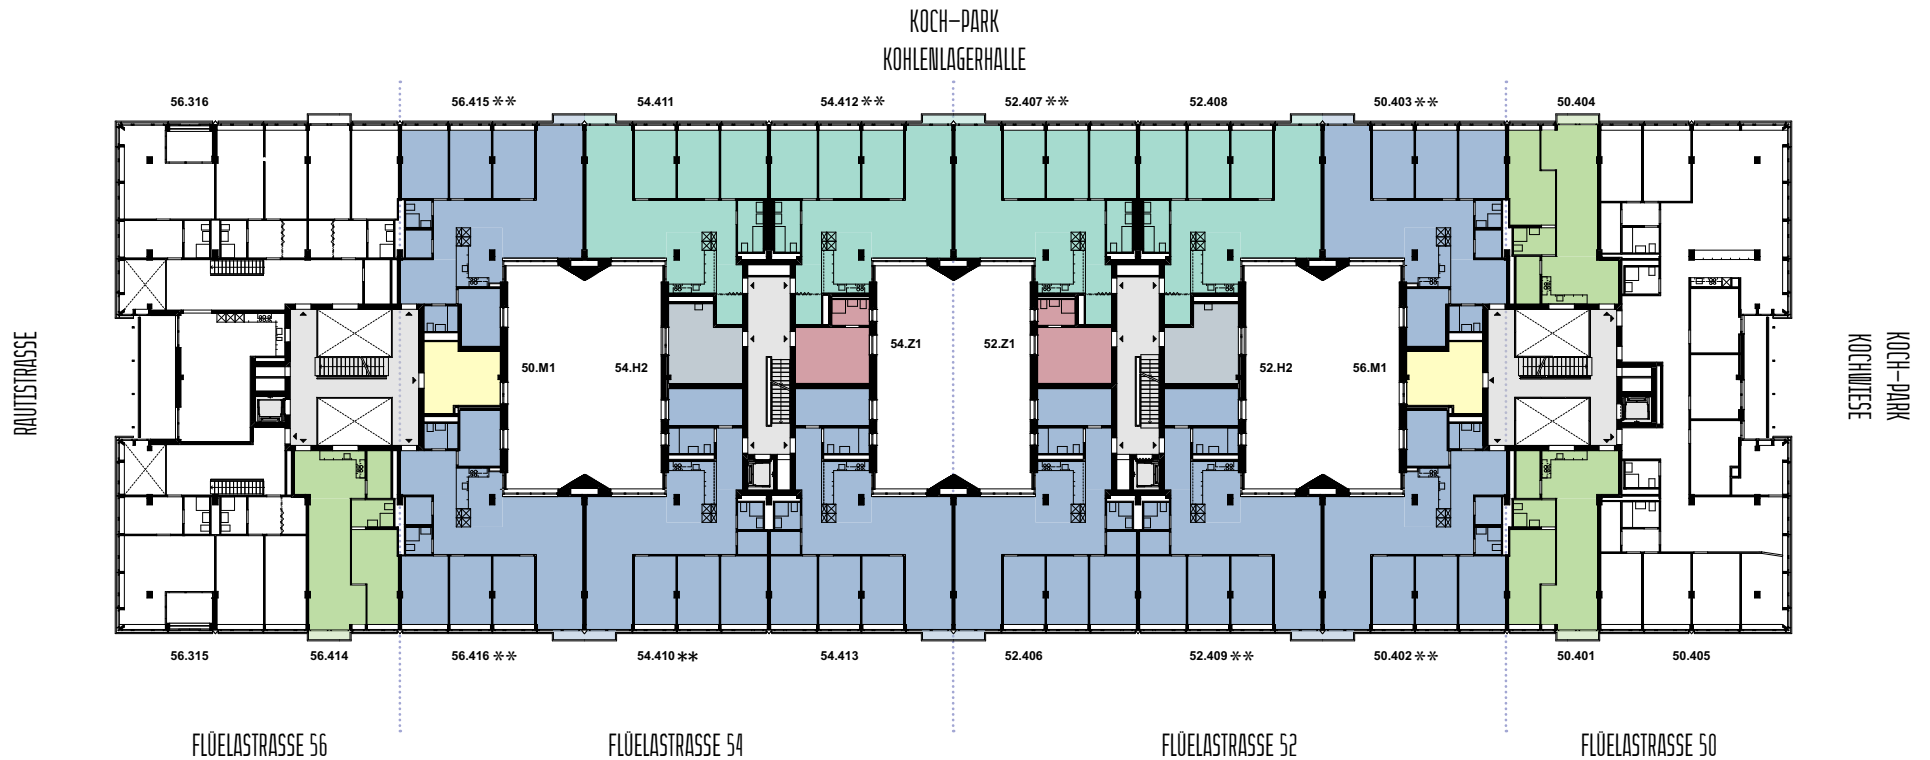 KOCH–PARK
KOHLENLAGERHALLE
56.316
56.415 **
54.411
54.412 **
52.407 **
52.408
50.403 **
50.404
RAUTISTRASSE
50.M1
54.H2
54.Z1
52.Z1
52.H2
56.M1
KOCH–PARK
KOCHWIESE
56.315
56.414
56.416 **
54.410 **
54.413
52.406
52.409 **
50.402 **
50.401
50.405
FLÜELASTRASSE 56
FLÜELASTRASSE 54
FLÜELASTRASSE 52
FLÜELASTRASSE 50